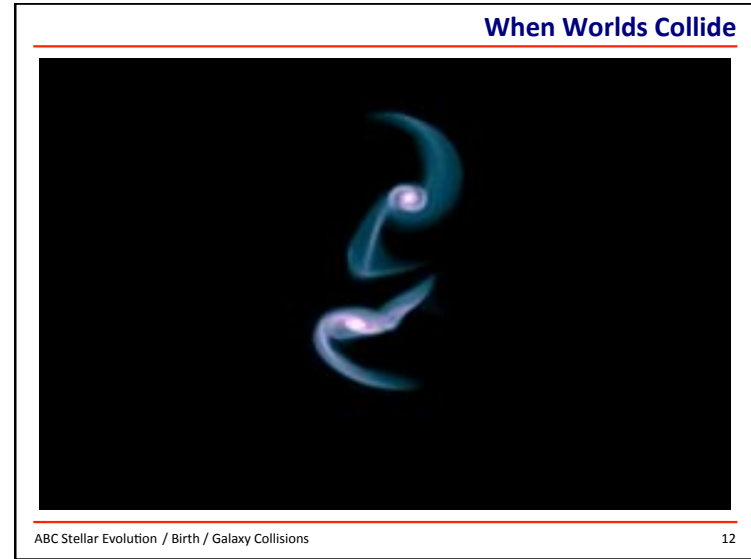 When Worlds Collide
ABC Stellar Evolution / Birth / Galaxy Collisions
12